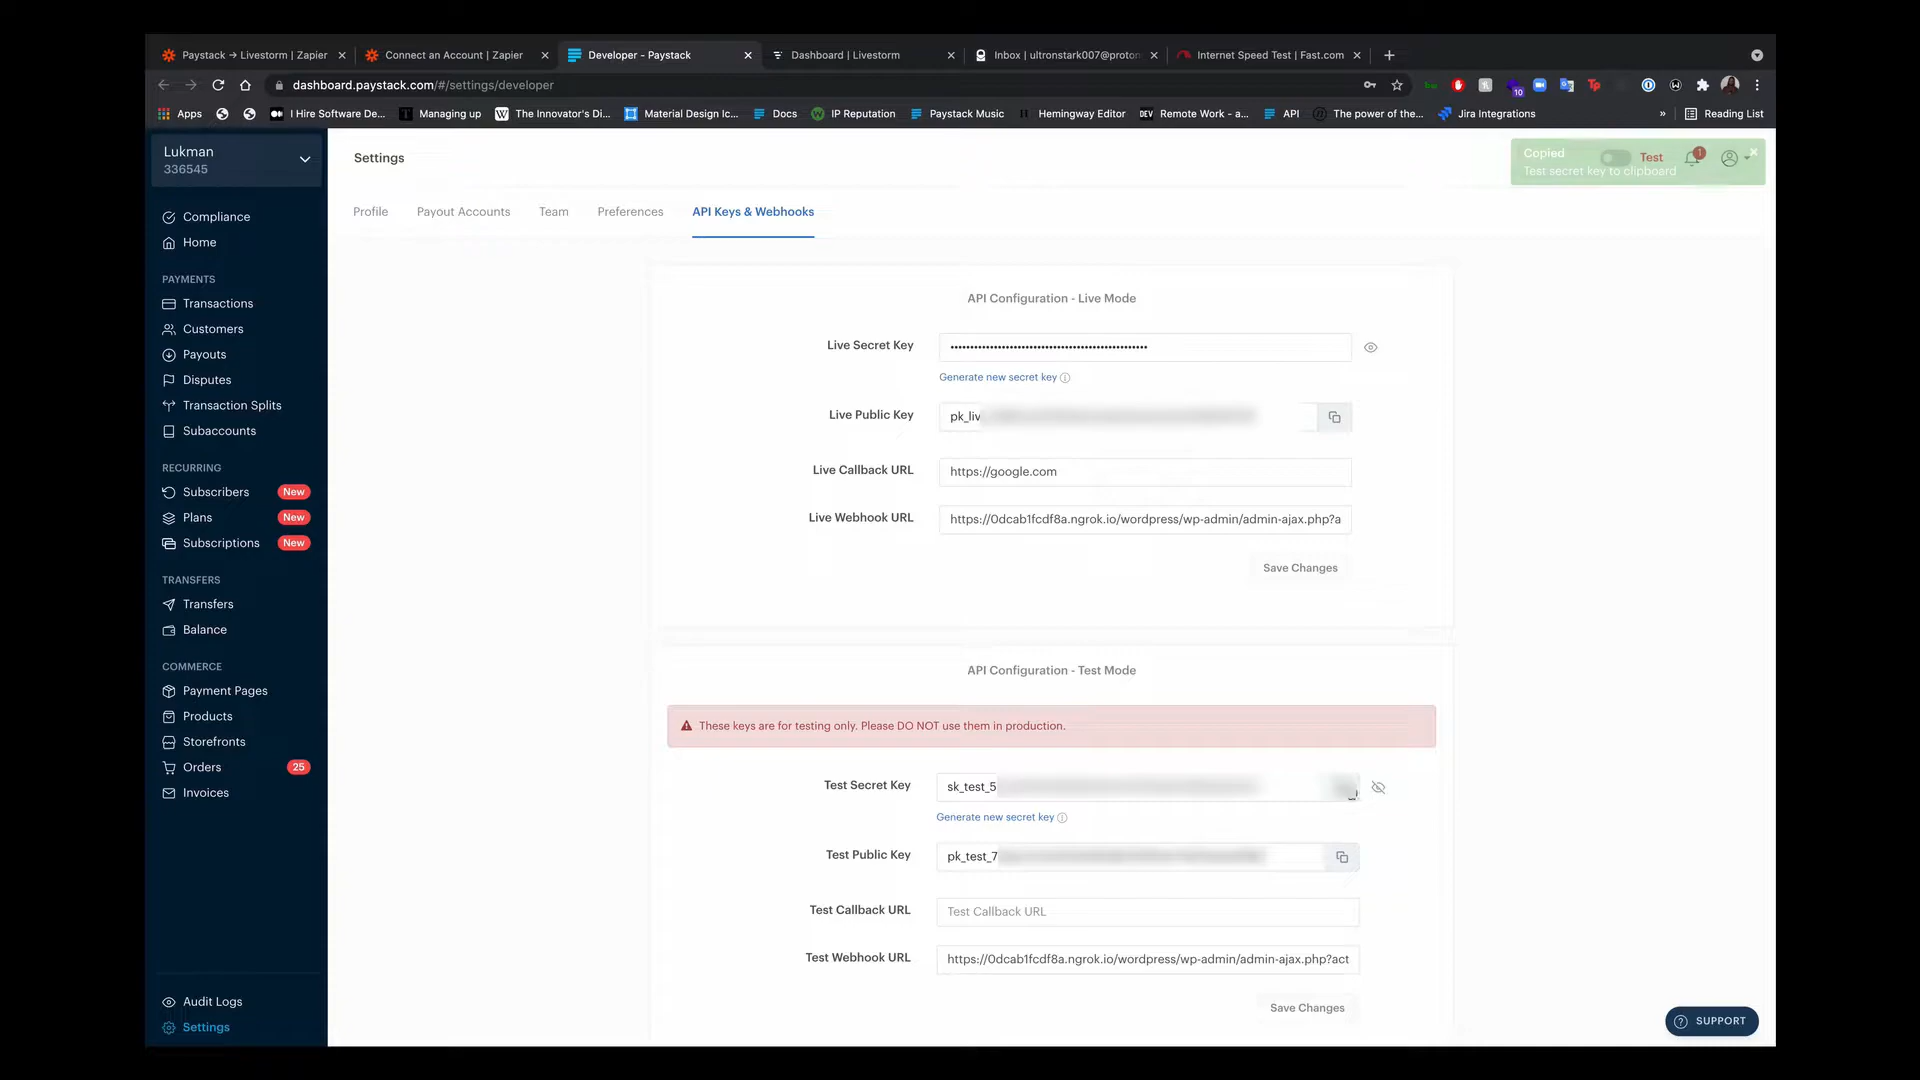 Paystack → Livestorm | Zapier
Connect an Account | Zapier
Developer - Paystack
Dashboard | Livestorm
Inbox | ultronstark007@proton
Internet Speed Test | Fast.com
dashboard.paystack.com/#/settings/developer
10
Tp
Apps
I Hire Software De...
Managing up
The Innovator's Di...
Material Design Ic...
Docs
IP Reputation
Paystack Music
Hemingway Editor
DEV
Remote Work - a...
API
The power of the...
Jira Integrations
»
Reading List
Lukman
336545
Settings
Copied
Test secret key to clipboard
Test
1
Compliance
Home
PAYMENTS
Transactions
Customers
Payouts
Disputes
Transaction Splits
Subaccounts
RECURRING
Subscribers New
Plans New
Subscriptions New
TRANSFERS
Transfers
Balance
COMMERCE
Payment Pages
Products
Storefronts
Orders 25
Invoices
Audit Logs
Settings
Profile
Payout Accounts
Team
Preferences
API Keys & Webhooks
API Configuration - Live Mode
Live Secret Key
••••••••••••••••••••••••••••••••••••••••••••••••
Generate new secret key
Live Public Key
pk_liv
Live Callback URL
https://google.com
Live Webhook URL
https://0dcab1fcdf8a.ngrok.io/wordpress/wp-admin/admin-ajax.php?a
Save Changes
API Configuration - Test Mode
These keys are for testing only. Please DO NOT use them in production.
Test Secret Key
sk_test_5
Generate new secret key
Test Public Key
pk_test_7
Test Callback URL
Test Callback URL
Test Webhook URL
https://0dcab1fcdf8a.ngrok.io/wordpress/wp-admin/admin-ajax.php?act
Save Changes
SUPPORT